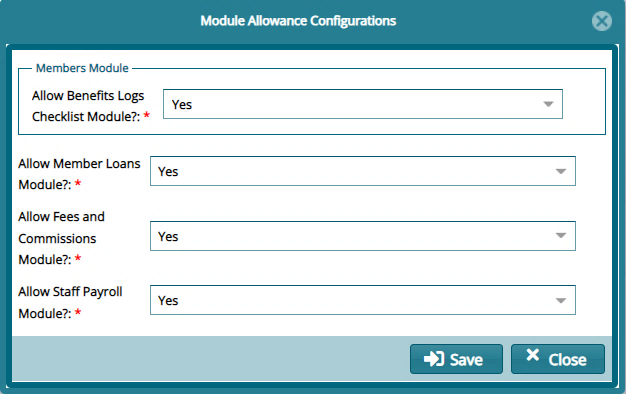 Module Allowance Configurations
Members Module
Allow Benefits Logs
Checklist Module?: *
Yes
Allow Member Loans
Module?: *
Yes
Allow Fees and
Commissions
Module?: *
Yes
Allow Staff Payroll
Module?: *
Yes
Save
Close